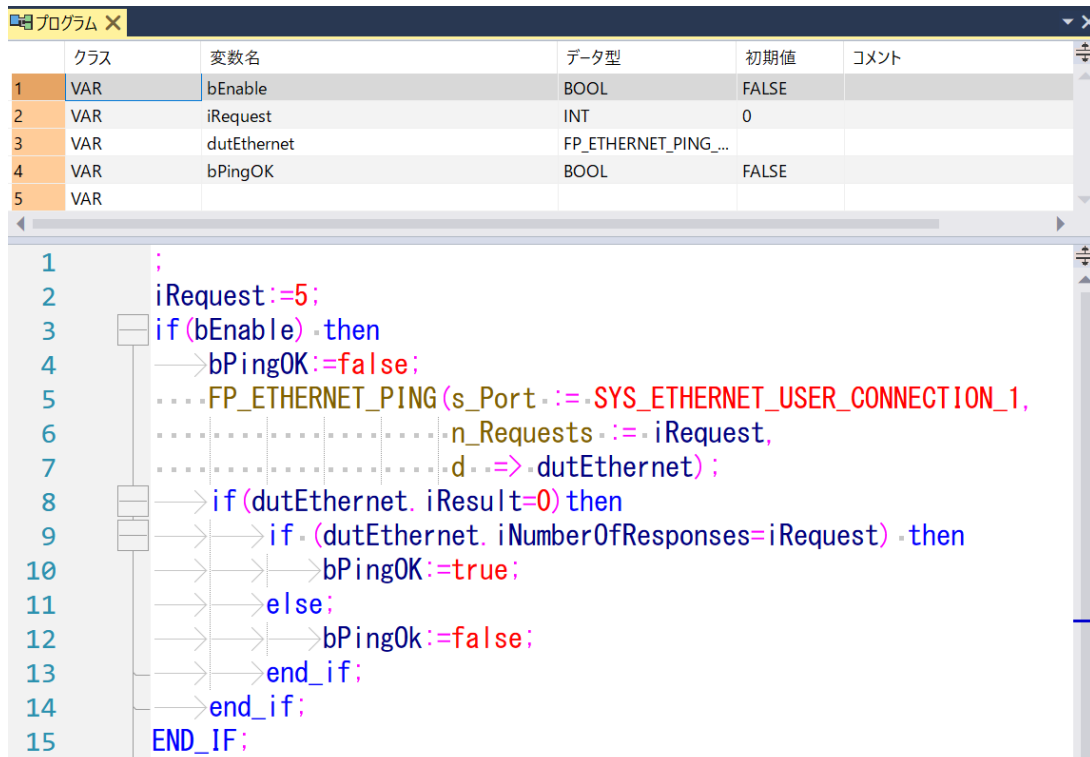 プログラム
クラス 変数名 データ型 初期値 コメント
1 VAR bEnable BOOL FALSE
2 VAR iRequest INT 0
3 VAR dutEthernet FP_ETHERNET_PING_...
4 VAR bPingOK BOOL FALSE
5 VAR
1 ;
2 iRequest:=5;
3 if(bEnable) then
4 bPingOK:=false;
5 FP_ETHERNET_PING(s_Port := SYS_ETHERNET_USER_CONNECTION_1,
6 n_Requests := iRequest,
7 d => dutEthernet);
8 if(dutEthernet.iResult=0)then
9 if (dutEthernet.iNumberOfResponses=iRequest) then
10 bPingOK:=true;
11 else;
12 bPingOk:=false;
13 end_if;
14 end_if;
15 END_IF;